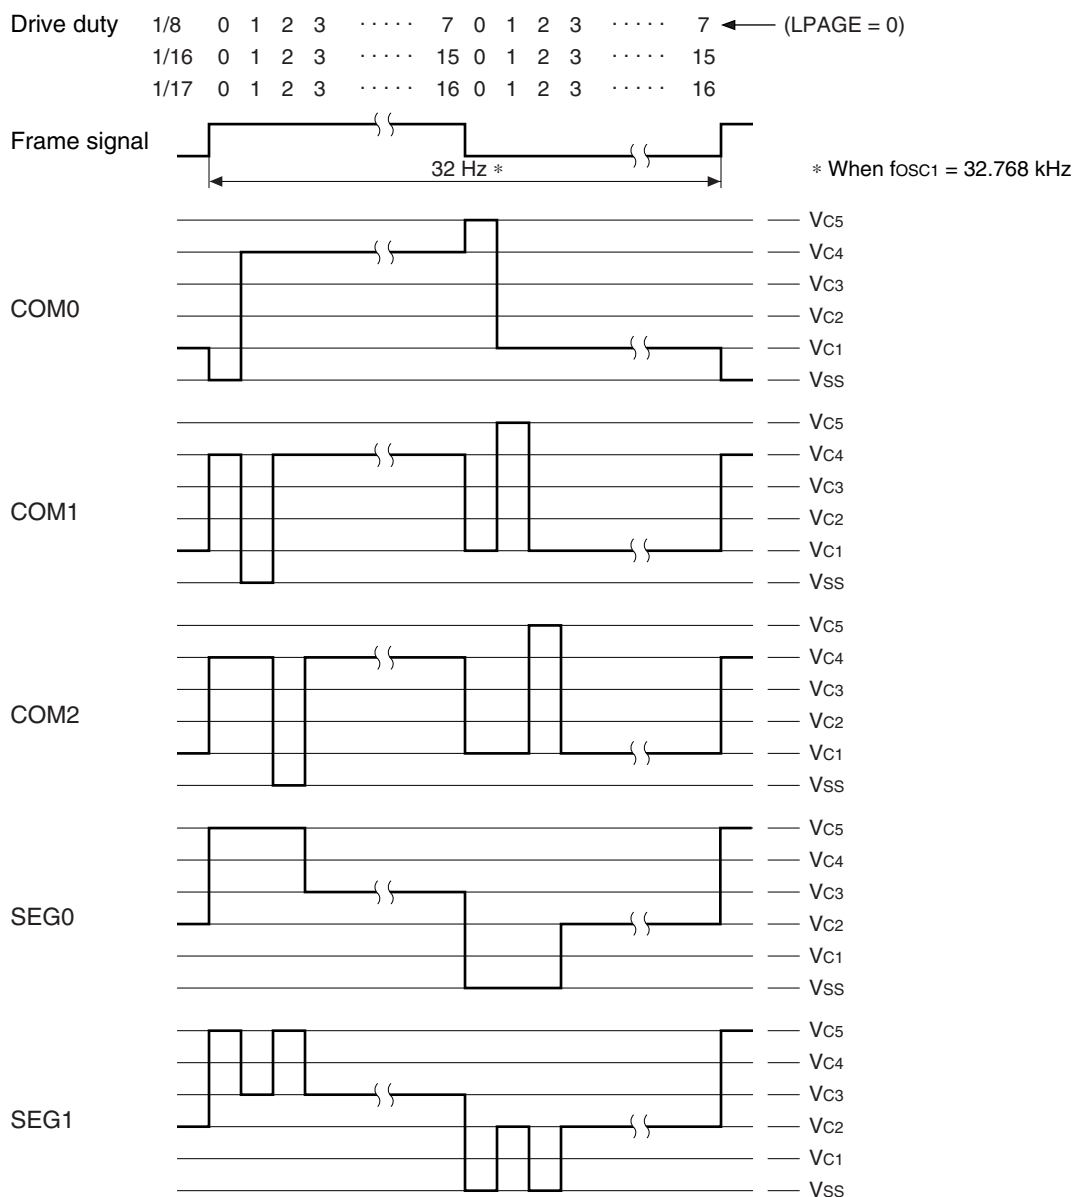 Drive duty 1/8 0 1 2 3 ····· 7 0 1 2 3 ····· 7 (LPAGE = 0)
1/16 0 1 2 3 ····· 15 0 1 2 3 ····· 15
1/17 0 1 2 3 ····· 16 0 1 2 3 ····· 16
Frame signal
32 Hz * * When fOSC1 = 32.768 kHz
VC5
VC4
VC3
COM0
VC2
VC1
VSS
VC5
VC4
VC3
COM1
VC2
VC1
VSS
VC5
VC4
VC3
COM2
VC2
VC1
VSS
VC5
VC4
VC3
SEG0
VC2
VC1
VSS
VC5
VC4
VC3
SEG1
VC2
VC1
VSS